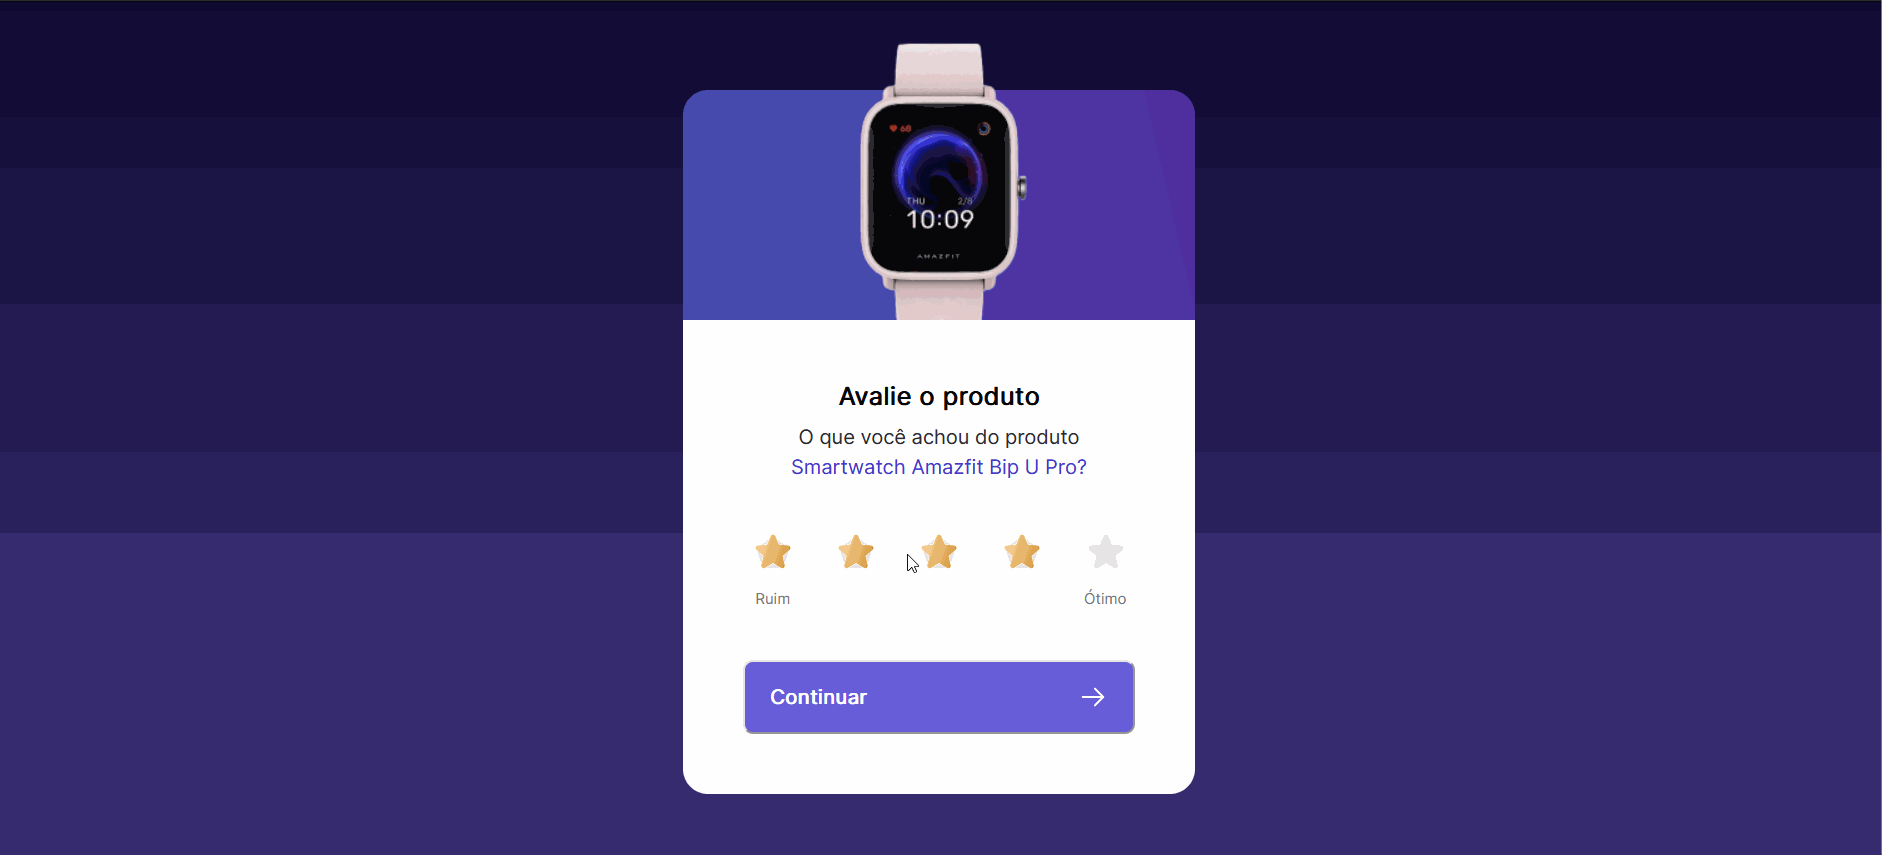 68
THU 2/8
10:09
AMAZFIT
Avalie o produto
O que você achou do produto
Smartwatch Amazfit Bip U Pro?
Ruim Ótimo
Continuar